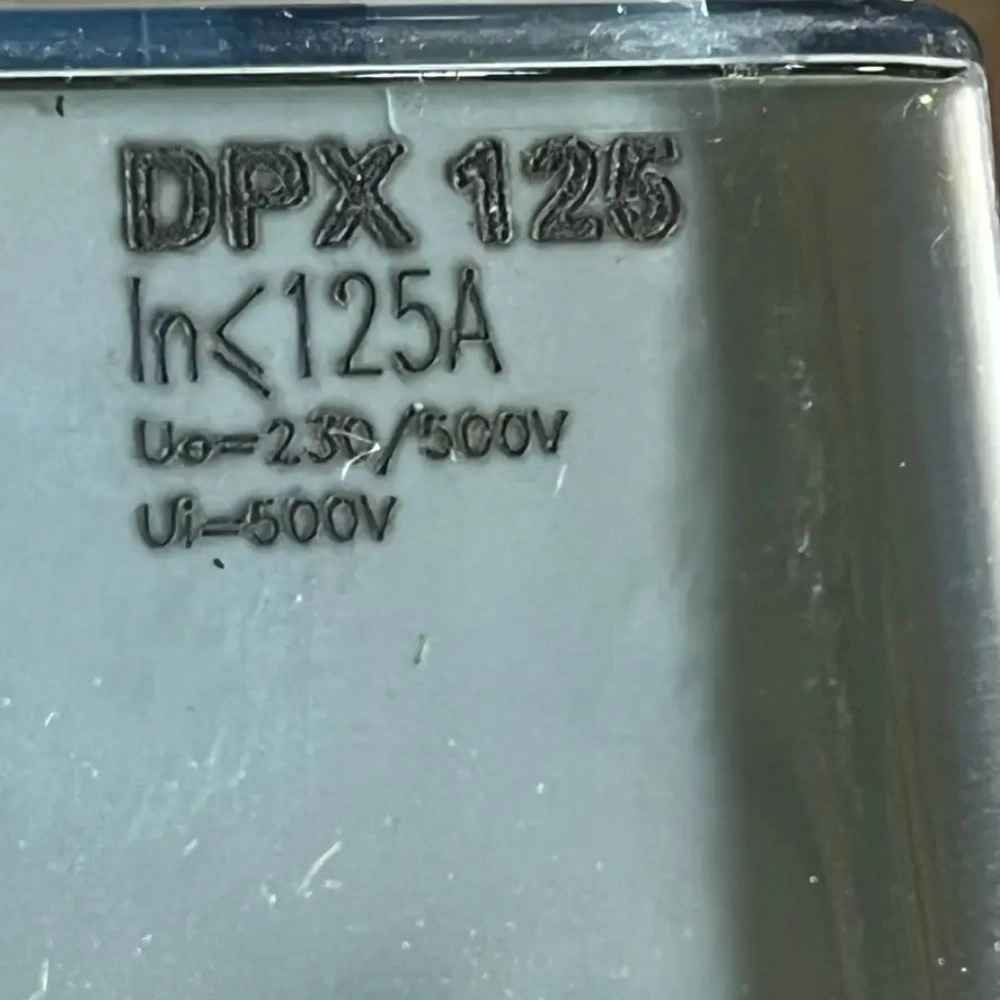 DPX 125
In⩽125A
Ue=230/500V
Ui=500V